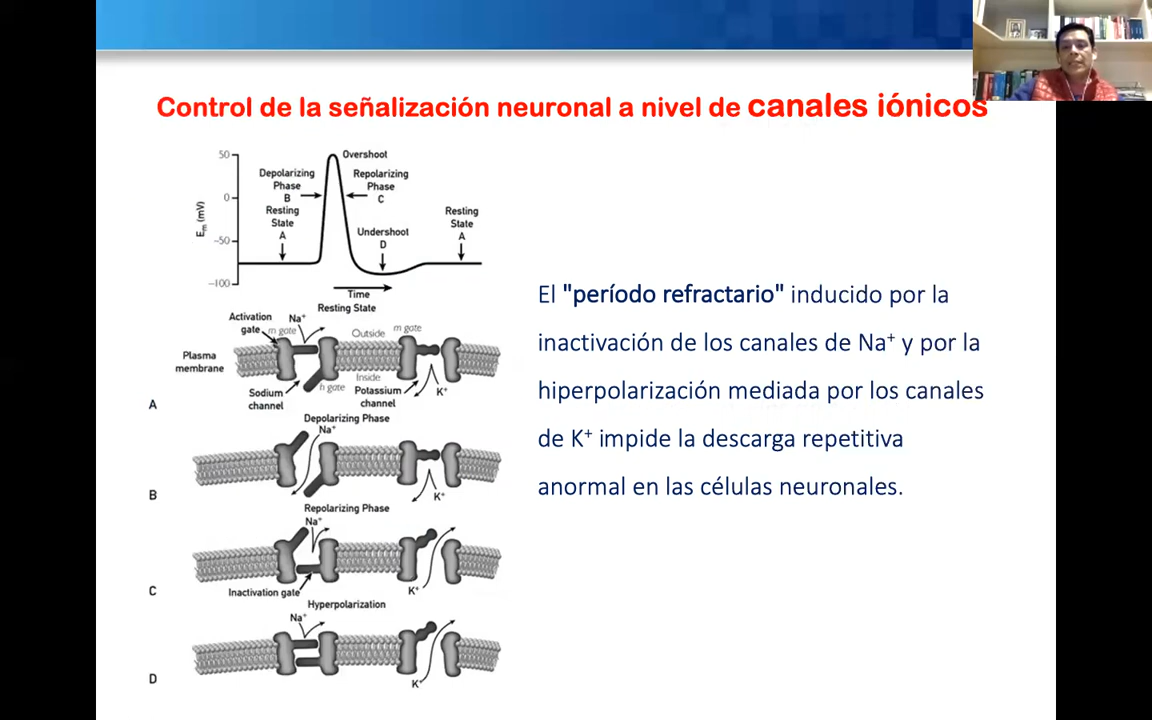 Control de la señalización neuronal a nivel de canales iónicos
50
0
-50
-100
Em (mV)
Overshoot
Depolarizing
Phase
B
Repolarizing
Phase
C
Resting
State
A
Undershoot
D
Resting
State
A
Time
Resting State
Activation
gate
m gate
Na+
Outside
m gate
Plasma
membrane
Inside
h gate
Sodium
channel
Potassium
channel
K+
A
Depolarizing Phase
Na+
K+
B
Repolarizing Phase
Na+
Inactivation gate
K+
C
Hyperpolarization
Na+
K+
D
El "período refractario" inducido por la
inactivación de los canales de Na+ y por la
hiperpolarización mediada por los canales
de K+ impide la descarga repetitiva
anormal en las células neuronales.